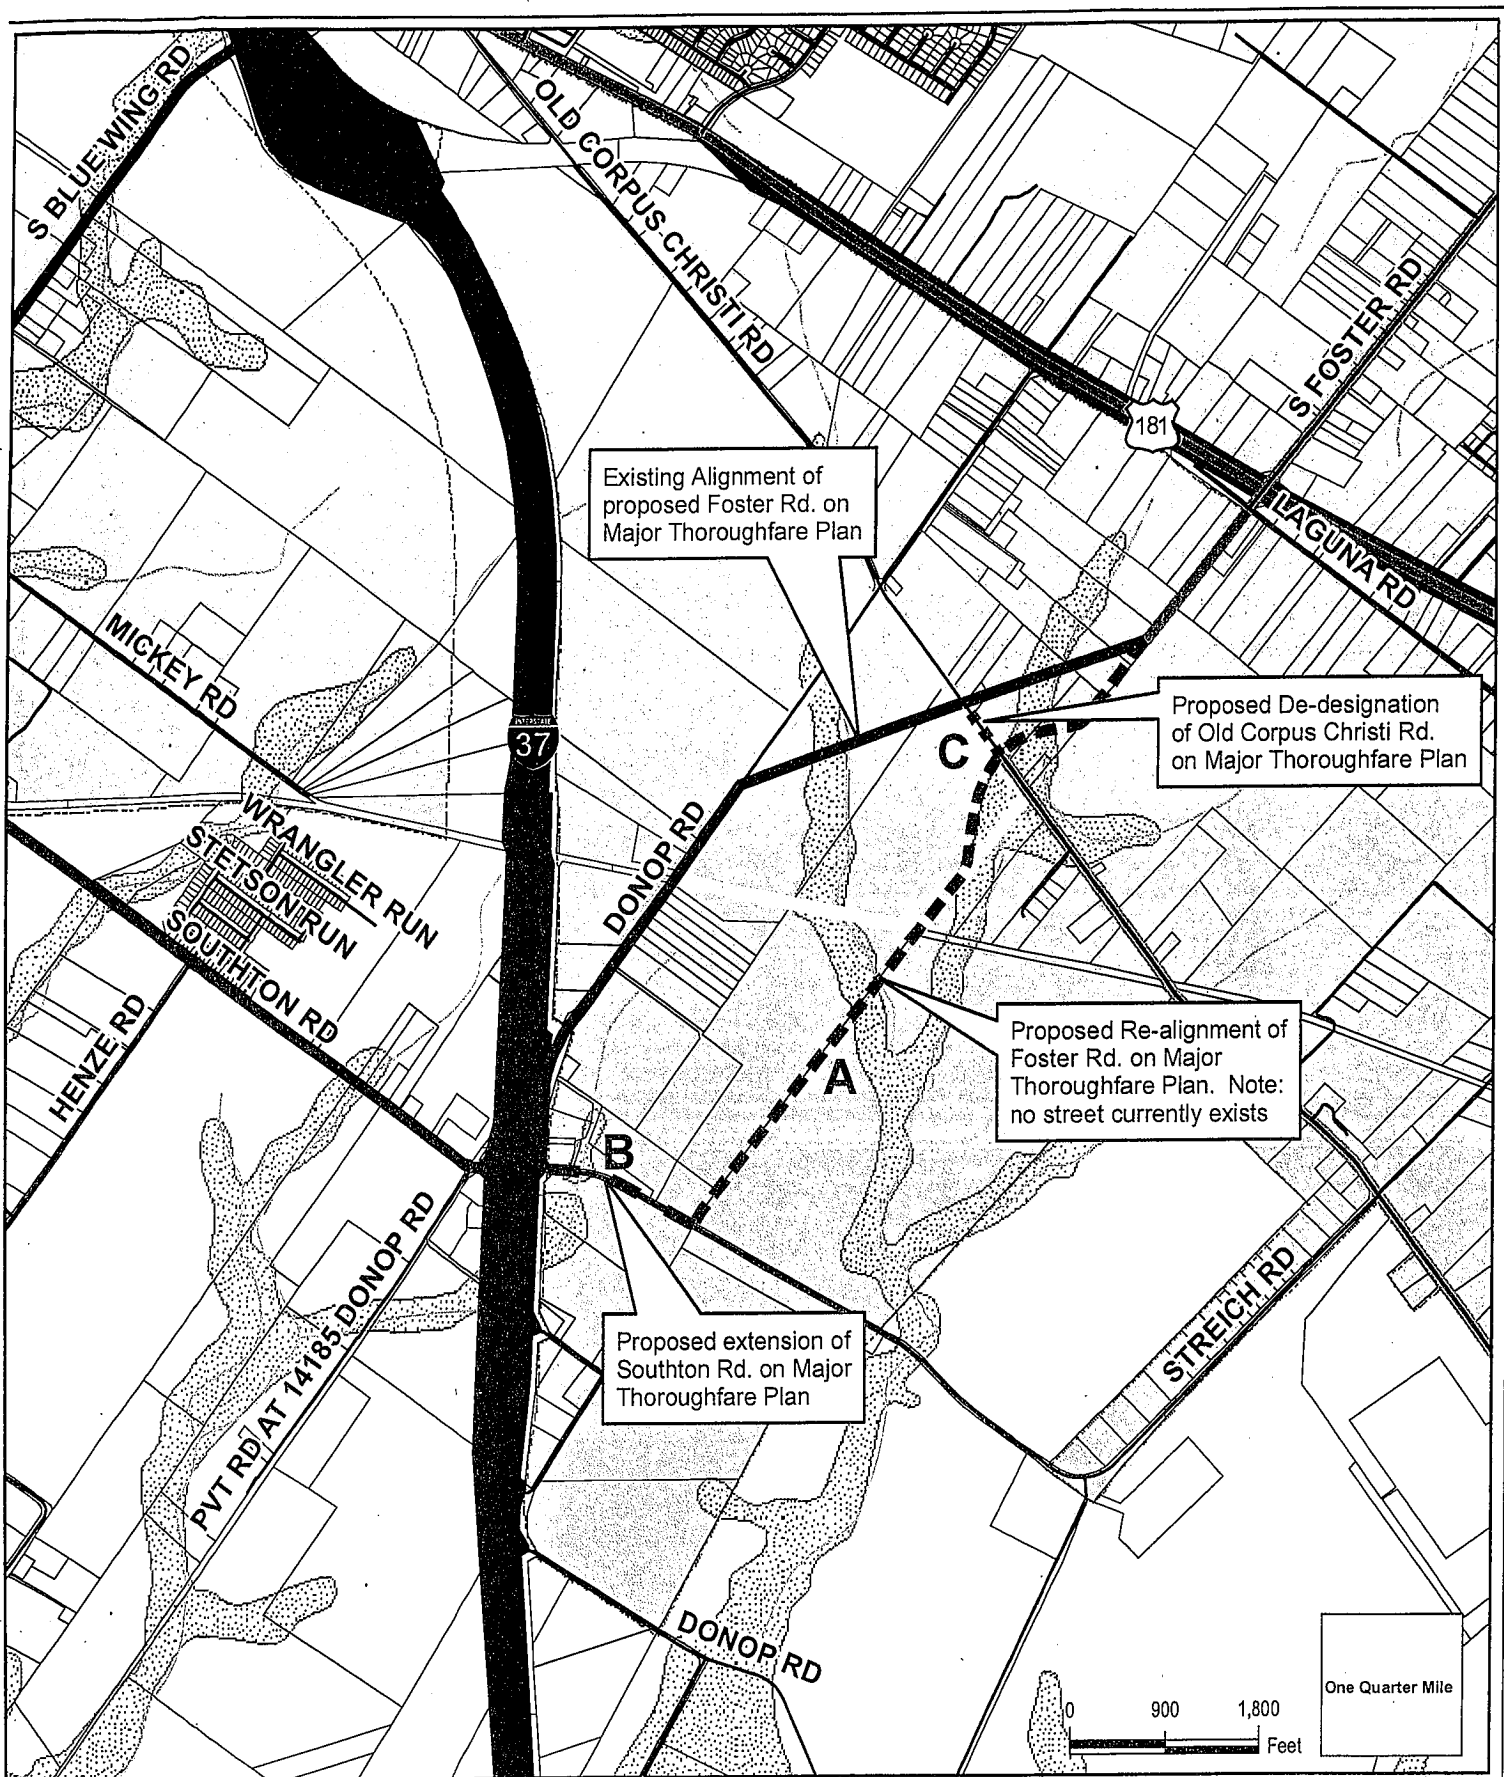 S BLUE WING RD
OLD CORPUS CHRISTI RD
S FOSTER RD
181
LAGUNA RD
Existing Alignment of
proposed Foster Rd. on
Major Thoroughfare Plan
MICKEY RD
INTERSTATE
37
Proposed De-designation
of Old Corpus Christi Rd.
on Major Thoroughfare Plan
C
DONOP RD
WRANGLER RUN
STETSON RUN
SOUTHTON RD
HENZE RD
Proposed Re-alignment of
Foster Rd. on Major
Thoroughfare Plan. Note:
no street currently exists
A
B
PVT RD AT 14185 DONOP RD
STREICH RD
Proposed extension of
Southton Rd. on Major
Thoroughfare Plan
DONOP RD
0 900 1,800
Feet
One Quarter Mile